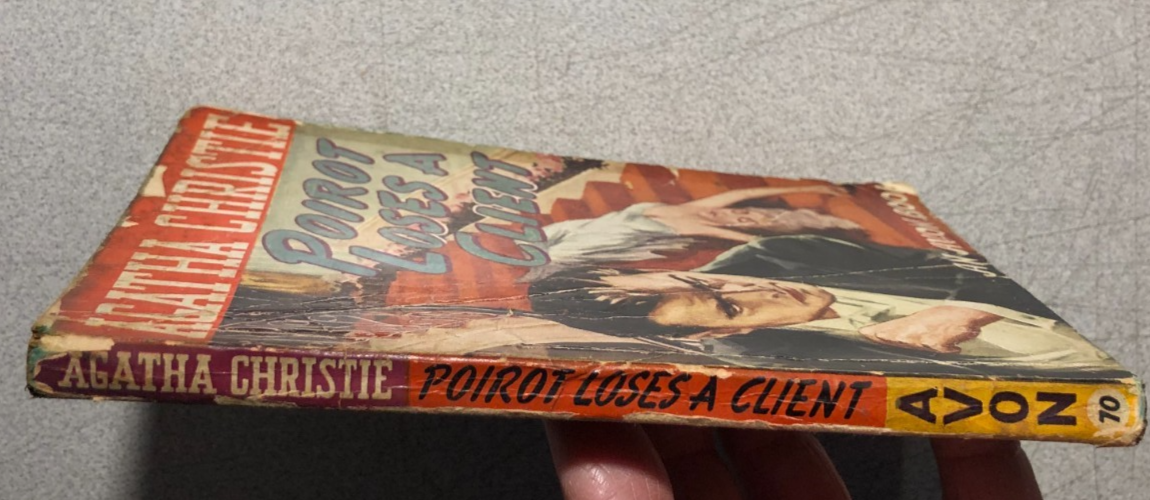 AGATHA CHRISTIE
POIROT
LOSES A
CLIENT
AGATHA CHRISTIE
POIROT LOSES A CLIENT
AVON
70